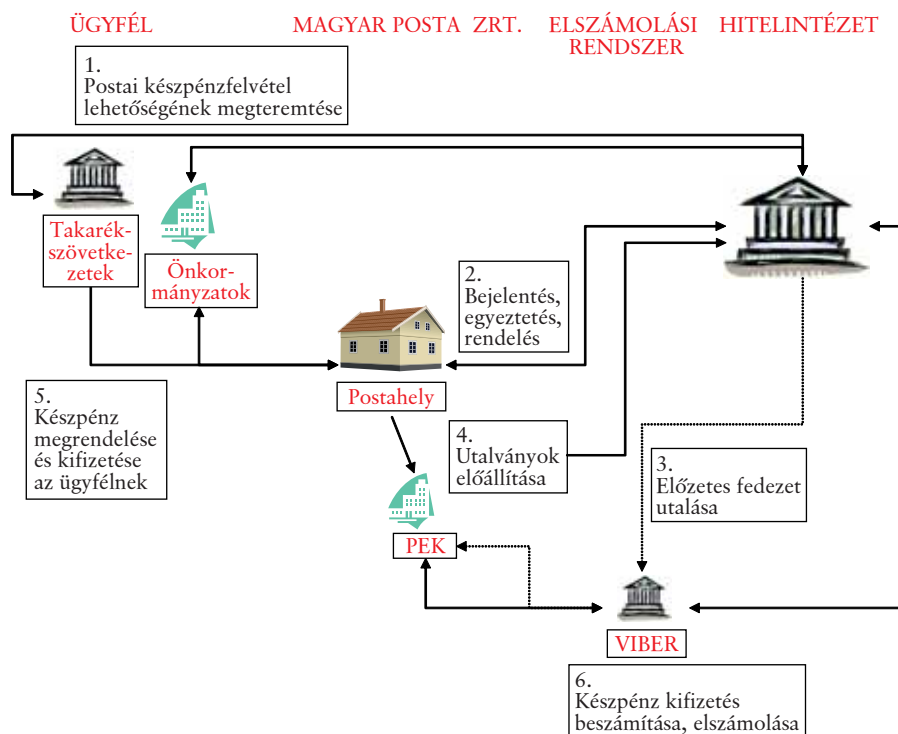 ÜGYFÉL
MAGYAR POSTA ZRT.
ELSZÁMOLÁSI
RENDSZER
HITELINTÉZET
1.
Postai készpénzfelvétel
lehetőségének megteremtése
Takarék-
szövetke-
zetek
Önkor-
mányzatok
2.
Bejelentés,
egyeztetés,
rendelés
Postahely
5.
Készpénz
megrendelése
és kifizetése
az ügyfélnek
4.
Utalványok
előállítása
3.
Előzetes fedezet
utalása
PEK
VIBER
6.
Készpénz kifizetés
beszámítása, elszámolása